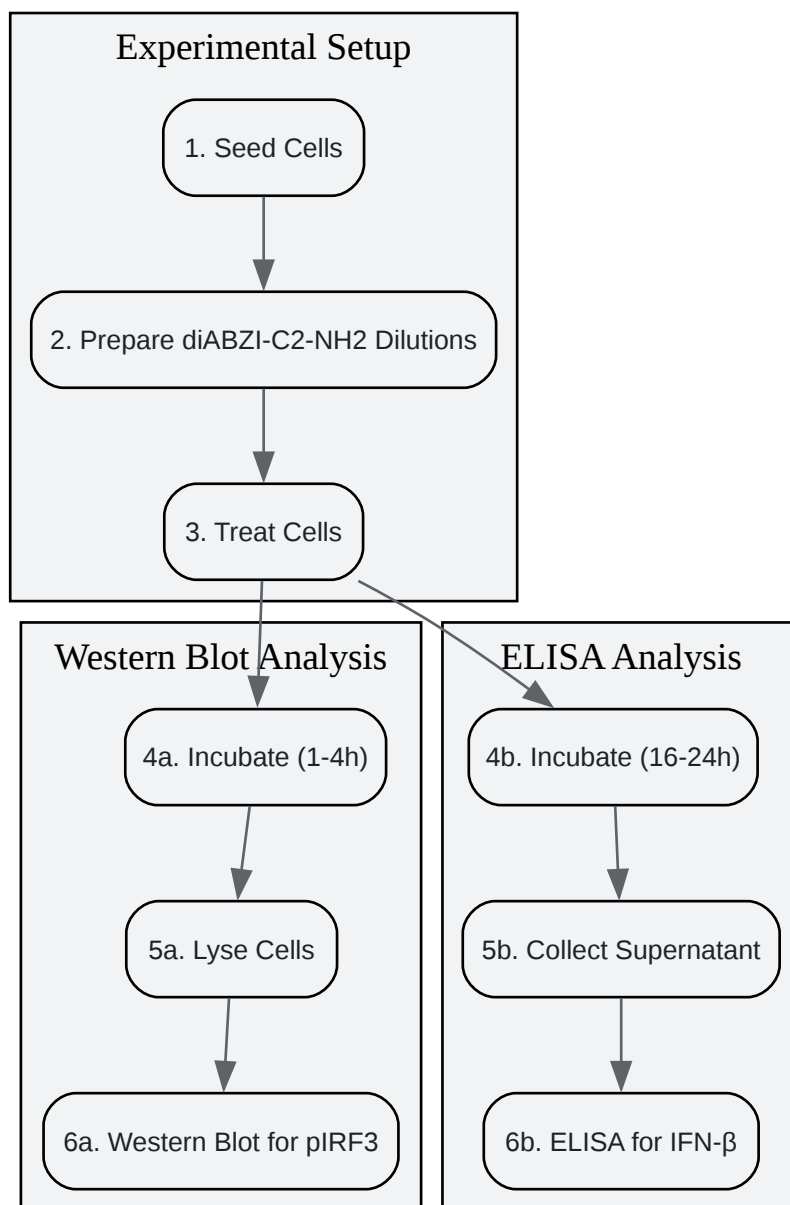 Experimental Setup
1. Seed Cells
2. Prepare diABZI-C2-NH2 Dilutions
3. Treat Cells
Western Blot Analysis
4a. Incubate (1-4h)
5a. Lyse Cells
6a. Western Blot for pIRF3
ELISA Analysis
4b. Incubate (16-24h)
5b. Collect Supernatant
6b. ELISA for IFN-β